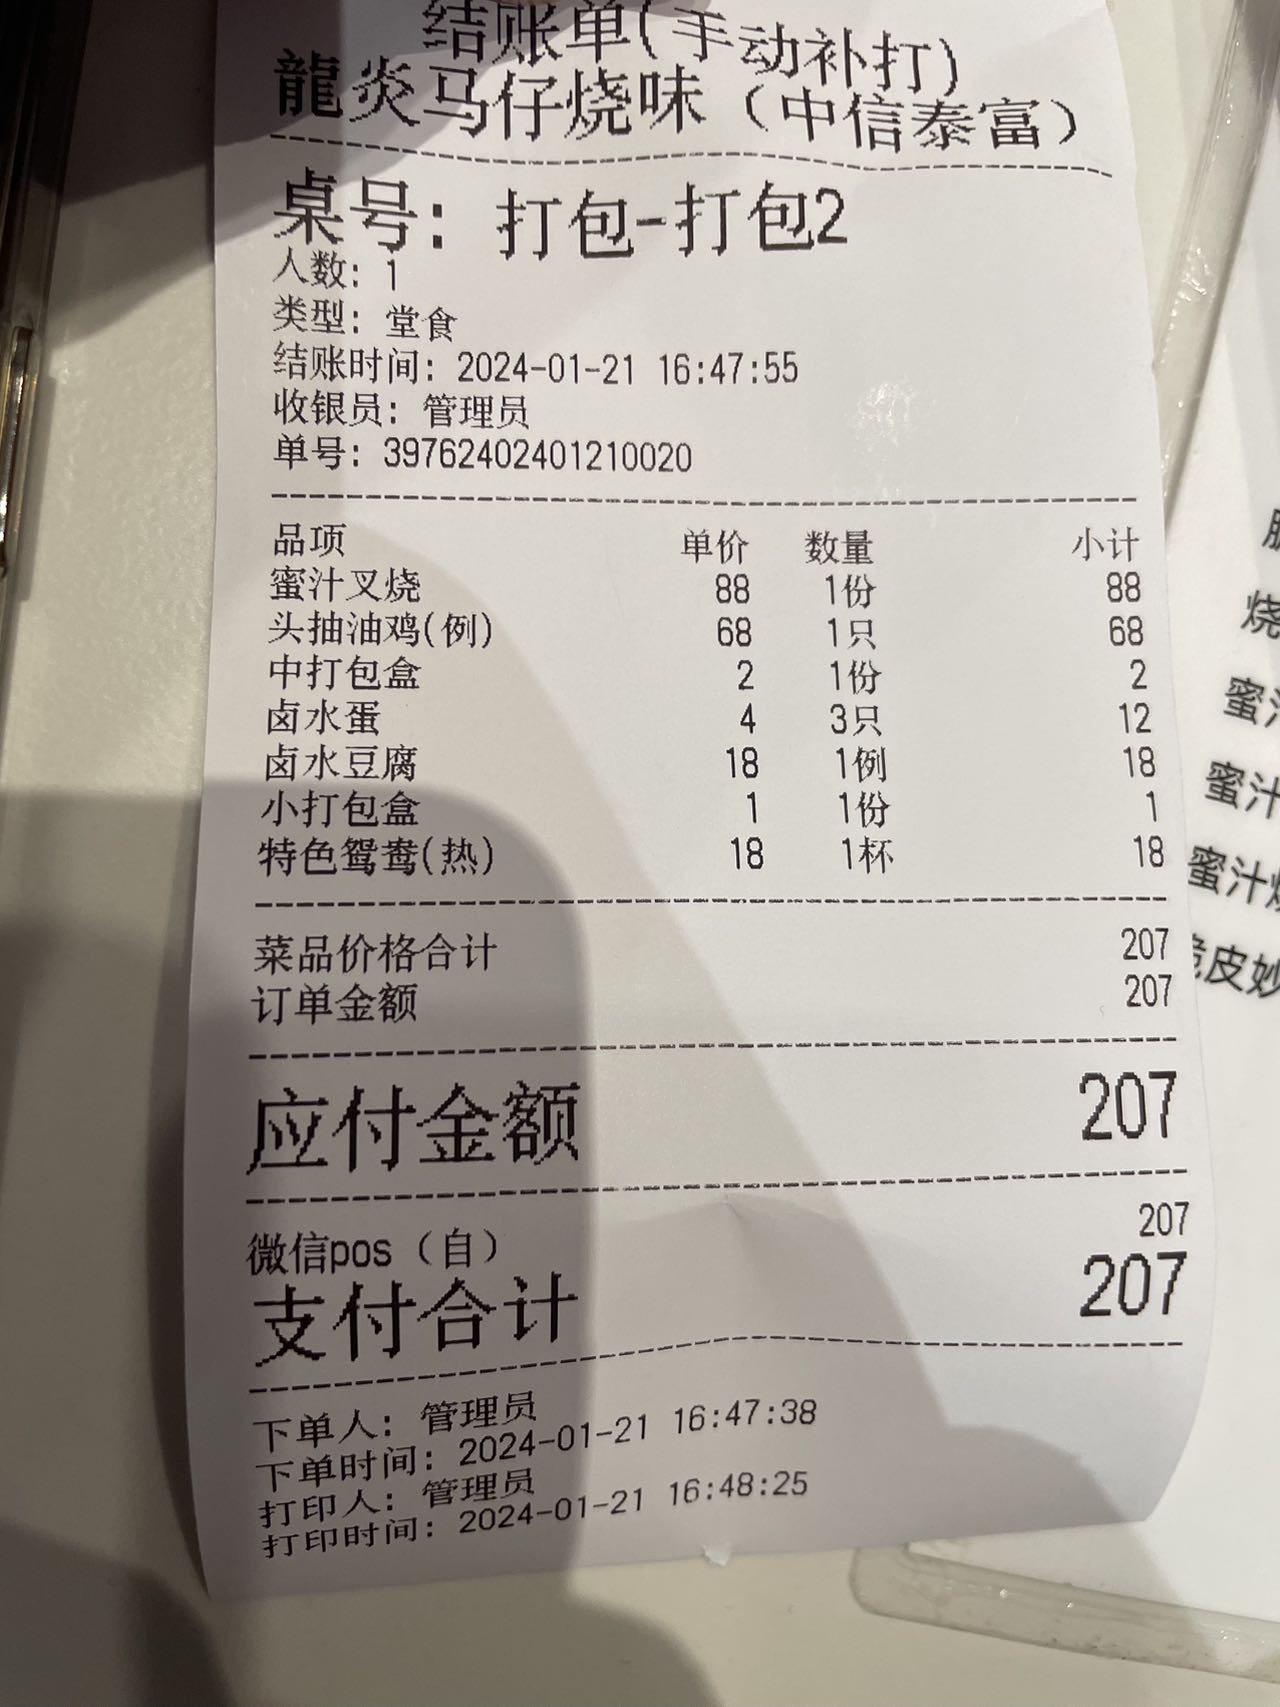 结账单(手动补打)
龍炎马仔烧味（中信泰富）
桌号: 打包-打包2
人数: 1
类型: 堂食
结账时间: 2024-01-21 16:47:55
收银员: 管理员
单号: 39762402401210020
品项 单价 数量 小计
蜜汁叉烧 88 1份 88
头抽油鸡(例) 68 1只 68
中打包盒 2 1份 2
卤水蛋 4 3只 12
卤水豆腐 18 1例 18
小打包盒 1 1份 1
特色鸳鸯(热) 18 1杯 18
菜品价格合计 207
订单金额 207
应付金额 207
微信pos（自） 207
支付合计 207
下单人: 管理员
下单时间: 2024-01-21 16:47:38
打印人: 管理员
打印时间: 2024-01-21 16:48:25
烧
蜜汁
蜜汁
蜜汁
皮妙